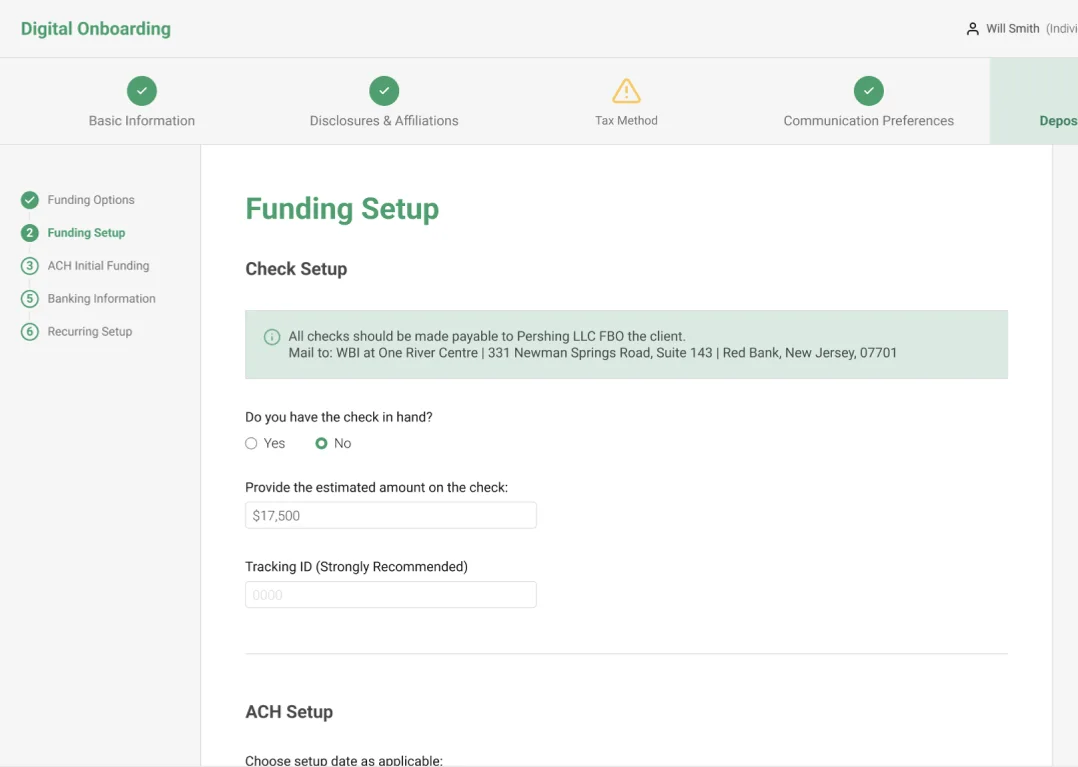 Digital Onboarding
Will Smith (Indivi
Basic Information
Disclosures & Affiliations
Tax Method
Communication Preferences
Depos
Funding Options
2 Funding Setup
3 ACH Initial Funding
5 Banking Information
6 Recurring Setup
Funding Setup
Check Setup
All checks should be made payable to Pershing LLC FBO the client.
Mail to: WBI at One River Centre | 331 Newman Springs Road, Suite 143 | Red Bank, New Jersey, 07701
Do you have the check in hand?
Yes No
Provide the estimated amount on the check:
$17,500
Tracking ID (Strongly Recommended)
0000
ACH Setup
Choose setup date as applicable: